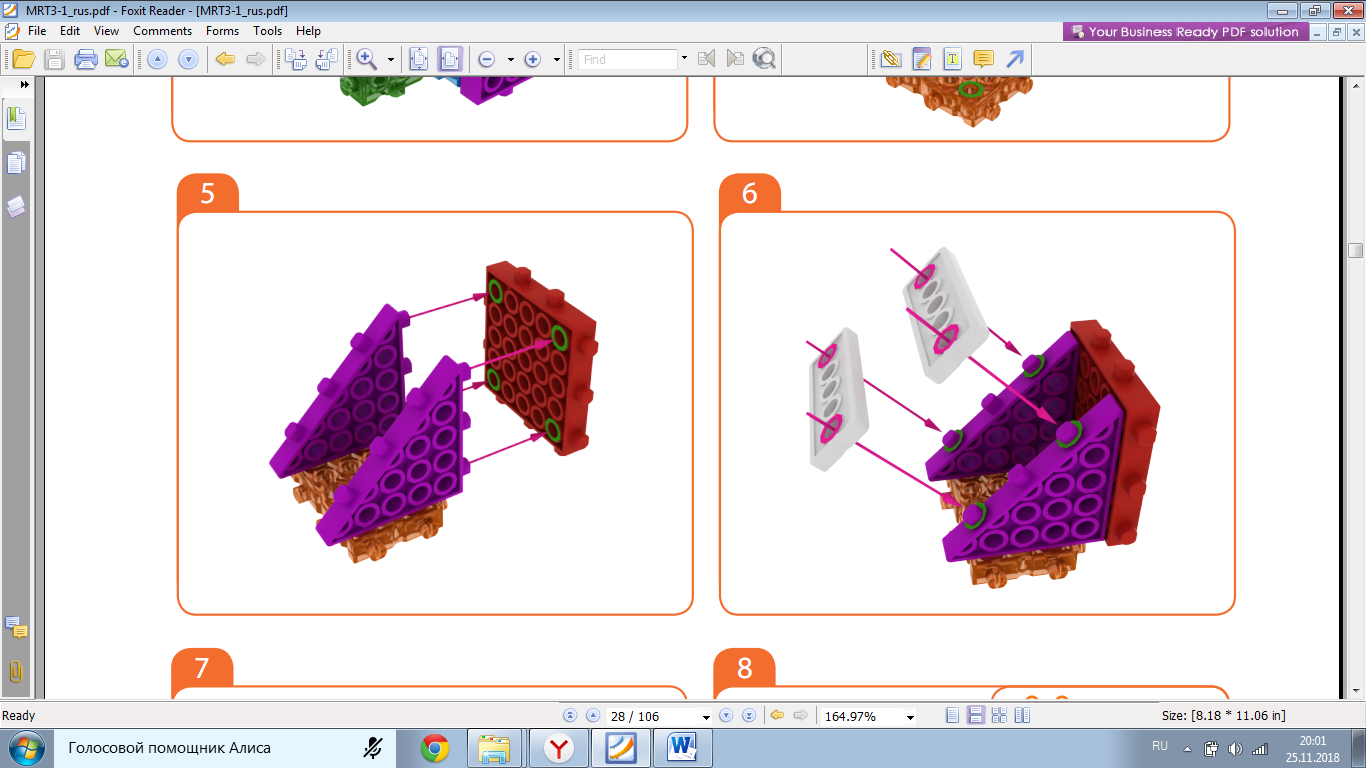 MRT3-1_rus.pdf - Foxit Reader - [MRT3-1_rus.pdf]
File Edit View Comments Forms Tools Help
Your Business Ready PDF solution
Find
5
6
7
8
Ready
28 / 106
164.97%
Size: [8.18 * 11.06 in]
Голосовой помощник Алиса
RU
20:01
25.11.2018